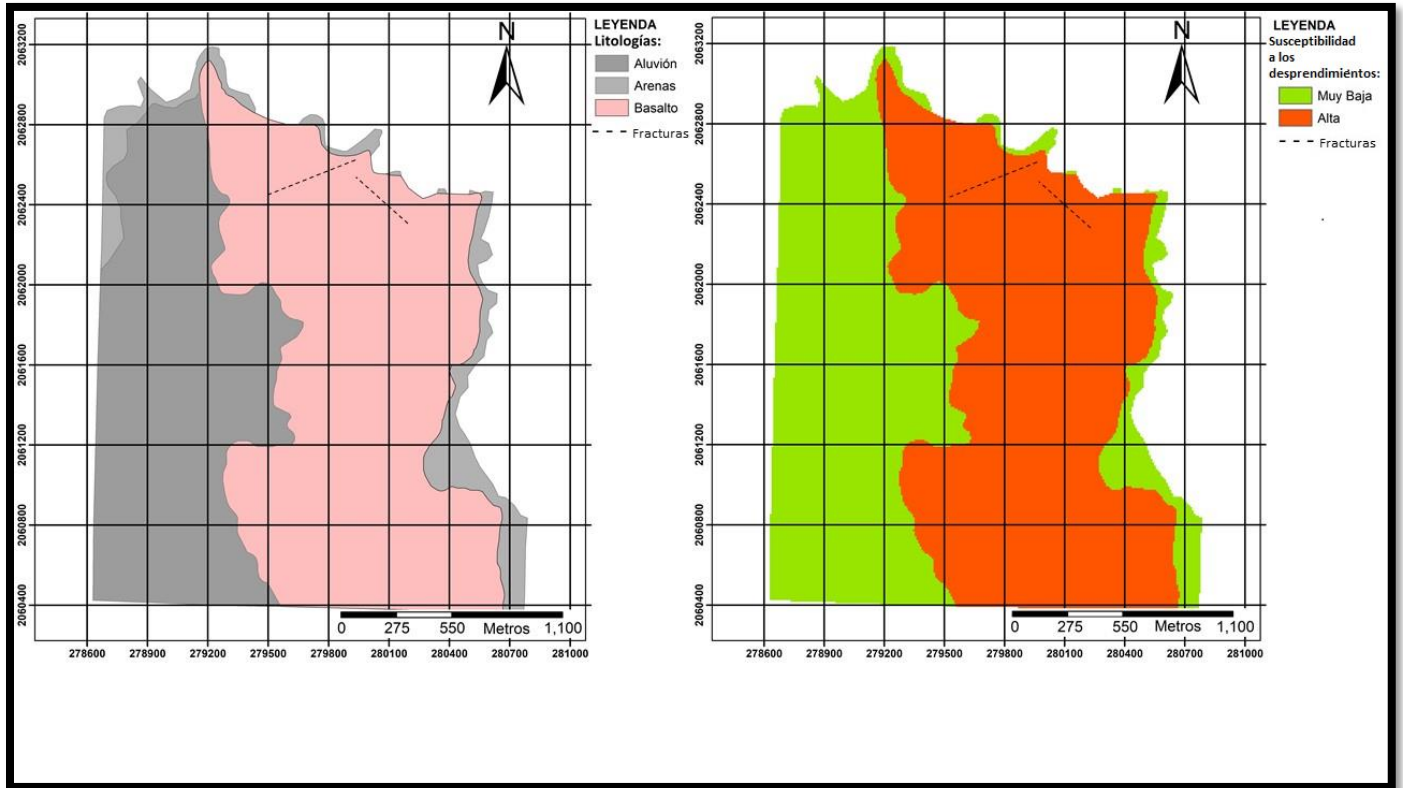 N
LEYENDA
Litologías:
Aluvión
Arenas
Basalto
Fracturas
2063200
2062800
2062400
2062000
2061600
2061200
2060800
2060400
0 275 550 Metros 1,100
278600 278900 279200 279500 279800 280100 280400 280700 281000
N
LEYENDA
Susceptibilidad
a los
desprendimiéntos:
Muy Baja
Alta
Fracturas
2063200
2062800
2062400
2062000
2061600
2061200
2060800
2060400
0 275 550 Metros 1,100
278600 278900 279200 279500 279800 280100 280400 280700 281000